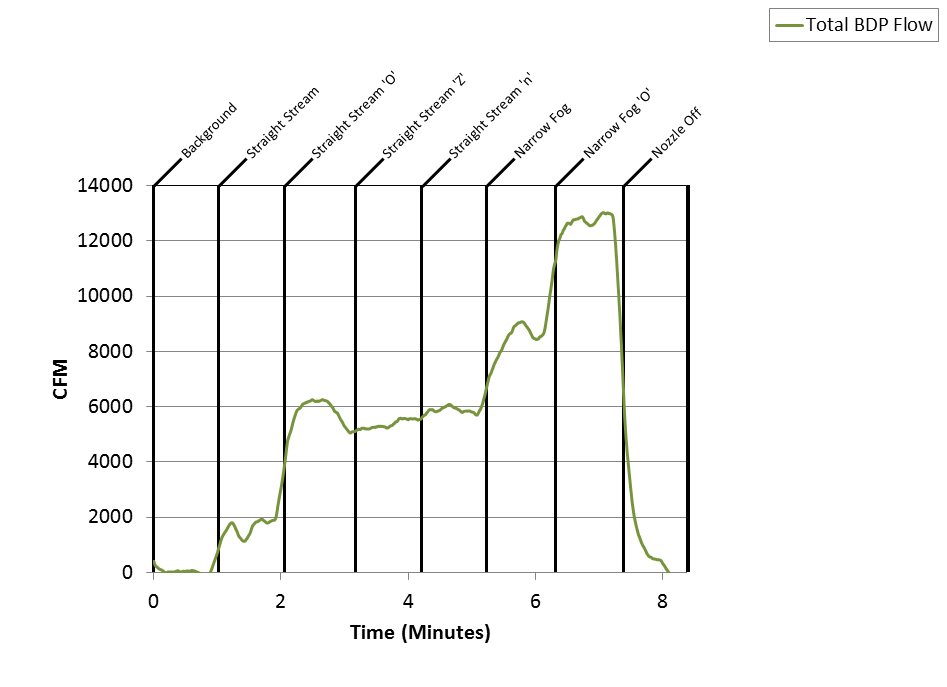 Total BDP Flow
Background
Straight Stream
Straight Stream 'O'
Straight Stream 'Z'
Straight Stream 'n'
Narrow Fog
Narrow Fog 'O'
Nozzle Off
14000
12000
10000
8000
6000
4000
2000
0
CFM
0 2 4 6 8
Time (Minutes)